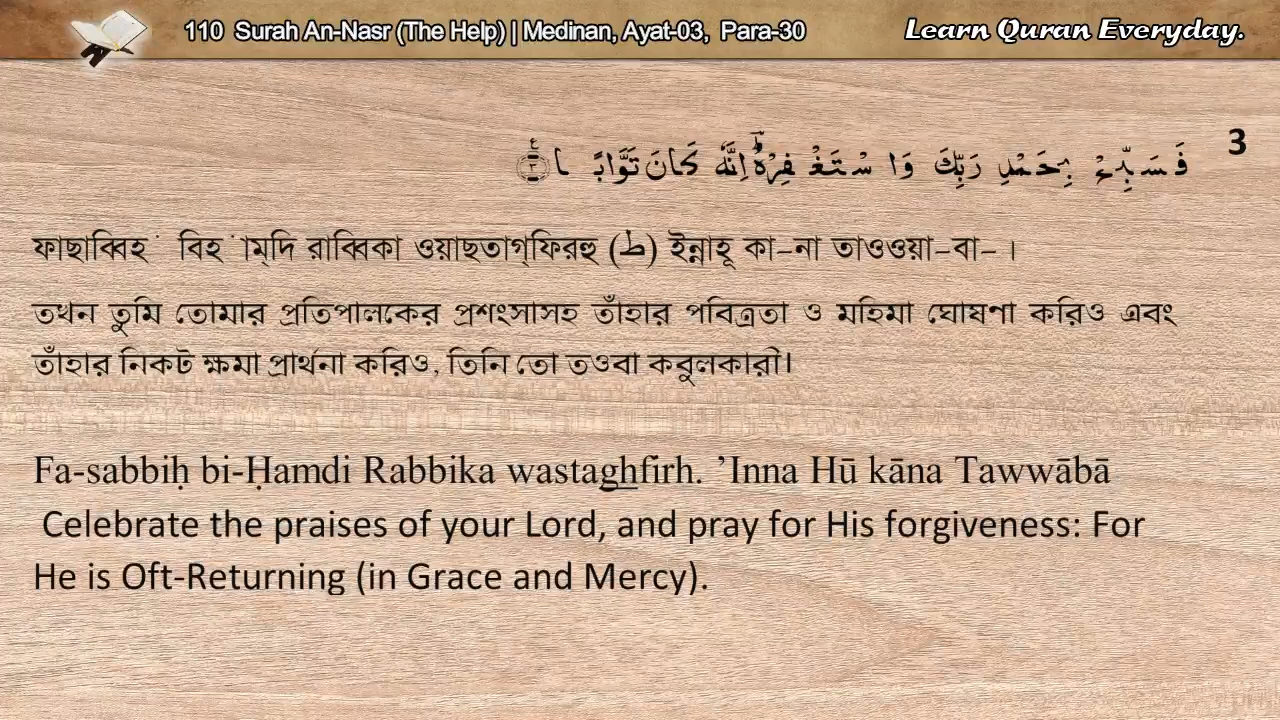 110 Surah An-Nasr (The Help) | Medinan, Ayat-03, Para-30
Learn Quran Everyday.
3
فَسَبِّحْ بِحَمْدِ رَبِّكَ وَا سْتَغْ فِرْهُ ؕ اِنَّهٗ كَانَ تَوَّابً ا
ফাছাব্বিহ ͘ বিহ ͘ াম্‌দি রাব্বিকা ওয়াছতাগ্‌ফিরহু (ط) ইন্নাহূ কা-না তাওওয়া-বা- ।
তখন তুমি তোমার প্রতিপালকের প্রশংসাসহ তাঁহার পবিত্রতা ও মহিমা ঘোষণা করিও এবং
তাঁহার নিকট ক্ষমা প্রার্থনা করিও, তিনি তো তওবা কবুলকারী।
Fa-sabbiḥ bi-Ḥamdi Rabbika wastaghfirh. ’Inna Hū kāna Tawwābā
Celebrate the praises of your Lord, and pray for His forgiveness: For
He is Oft-Returning (in Grace and Mercy).